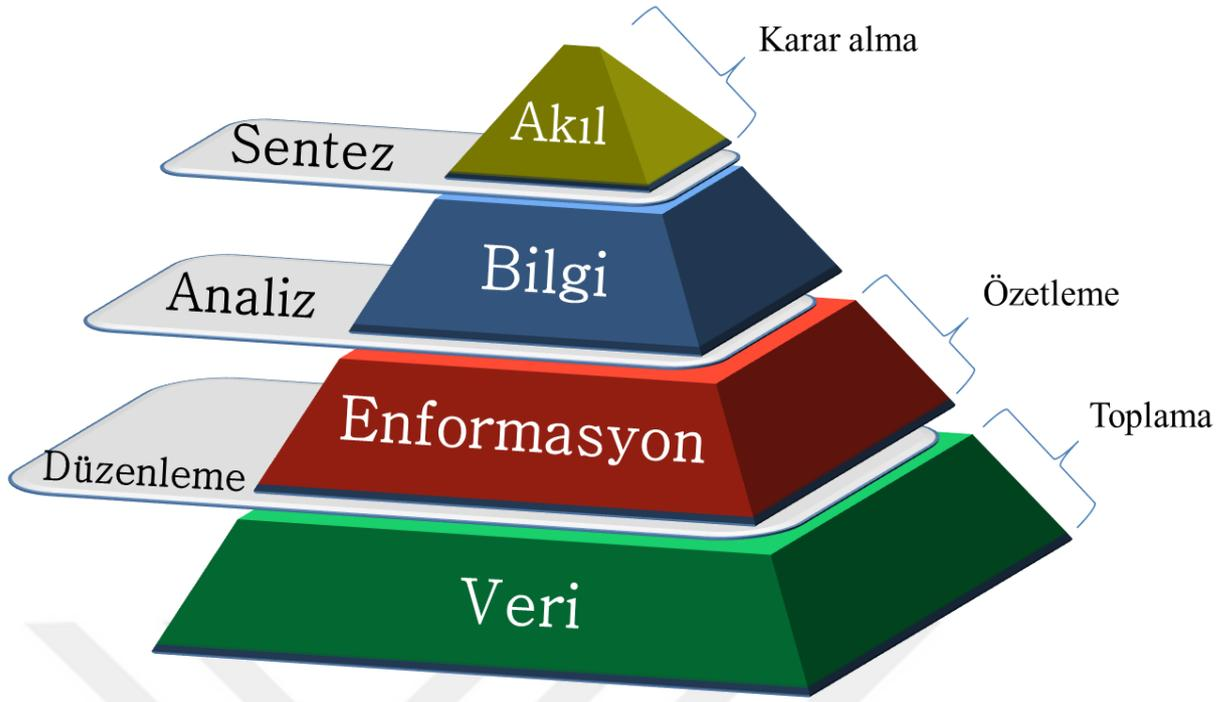 Karar alma
Akıl
Sentez
Bilgi
Analiz
Özetleme
Enformasyon
Toplama
Düzenleme
Veri